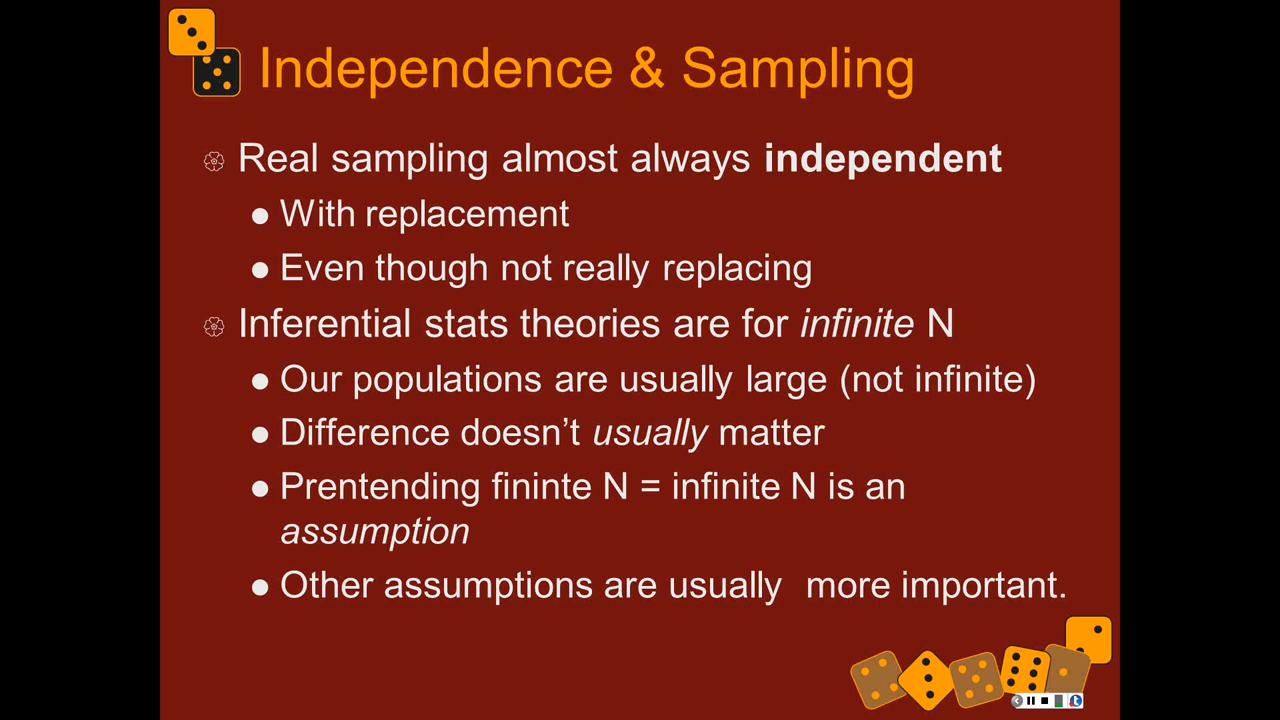 Independence & Sampling
Real sampling almost always independent
With replacement
Even though not really replacing
Inferential stats theories are for infinite N
Our populations are usually large (not infinite)
Difference doesn’t usually matter
Prentending fininte N = infinite N is an
assumption
Other assumptions are usually more important.